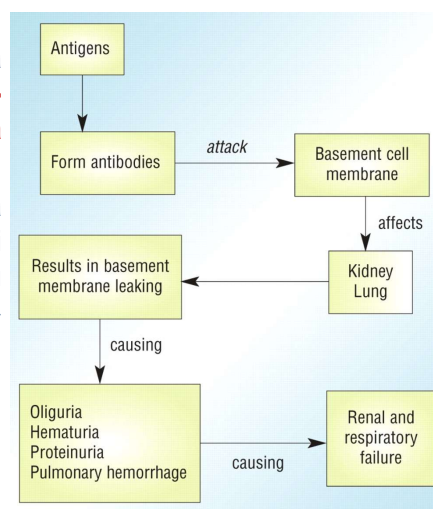 Antigens
Form antibodies
attack
Basement cell
membrane
affects
Kidney
Lung
Results in basement
membrane leaking
causing
Oliguria
Hematuria
Proteinuria
Pulmonary hemorrhage
causing
Renal and
respiratory
failure